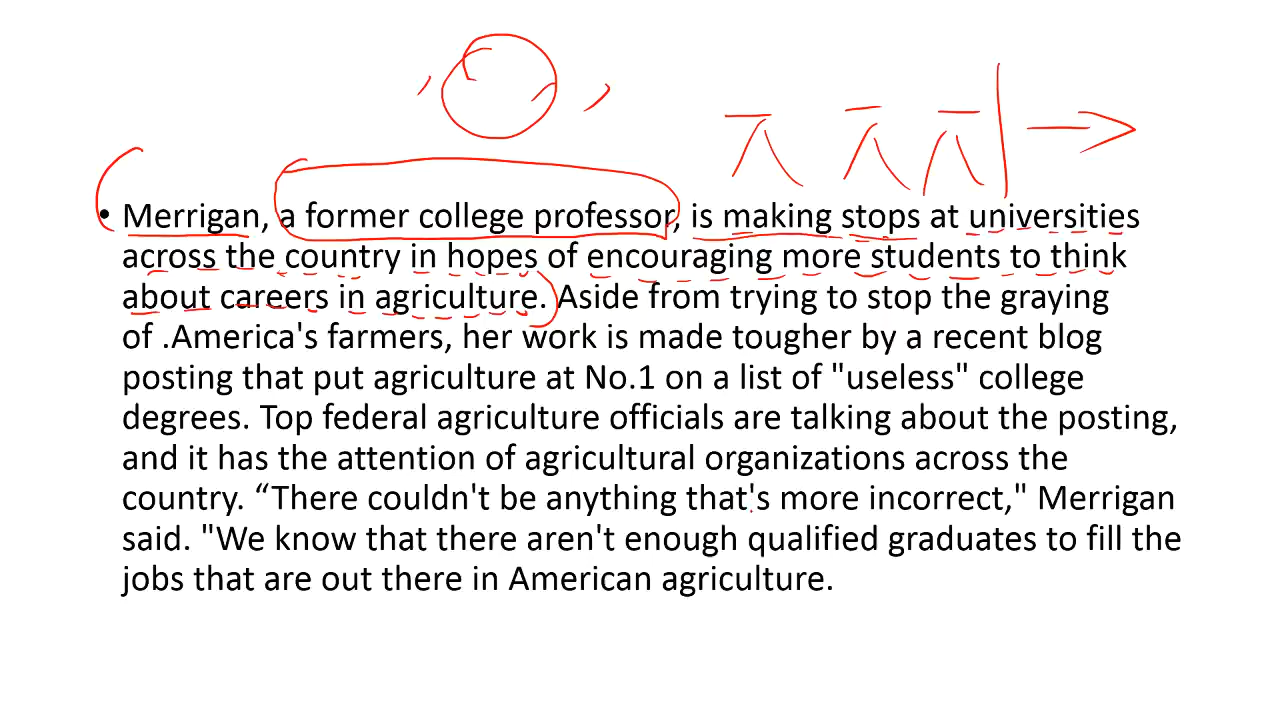 • Merrigan, a former college professor, is making stops at universities
across the country in hopes of encouraging more students to think
about careers in agriculture. Aside from trying to stop the graying
of .America's farmers, her work is made tougher by a recent blog
posting that put agriculture at No.1 on a list of "useless" college
degrees. Top federal agriculture officials are talking about the posting,
and it has the attention of agricultural organizations across the
country. “There couldn't be anything that's more incorrect," Merrigan
said. "We know that there aren't enough qualified graduates to fill the
jobs that are out there in American agriculture.